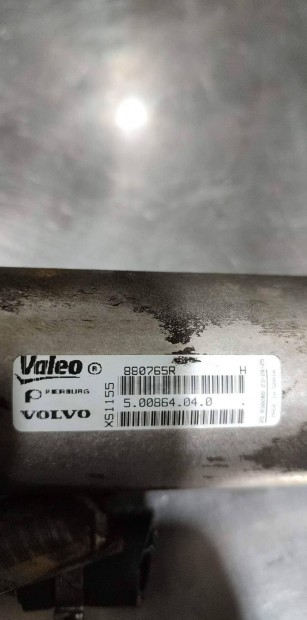 Valeo ®
PIERBURG
VOLVO
XS1155
880765R H
5.00864.04.0 .